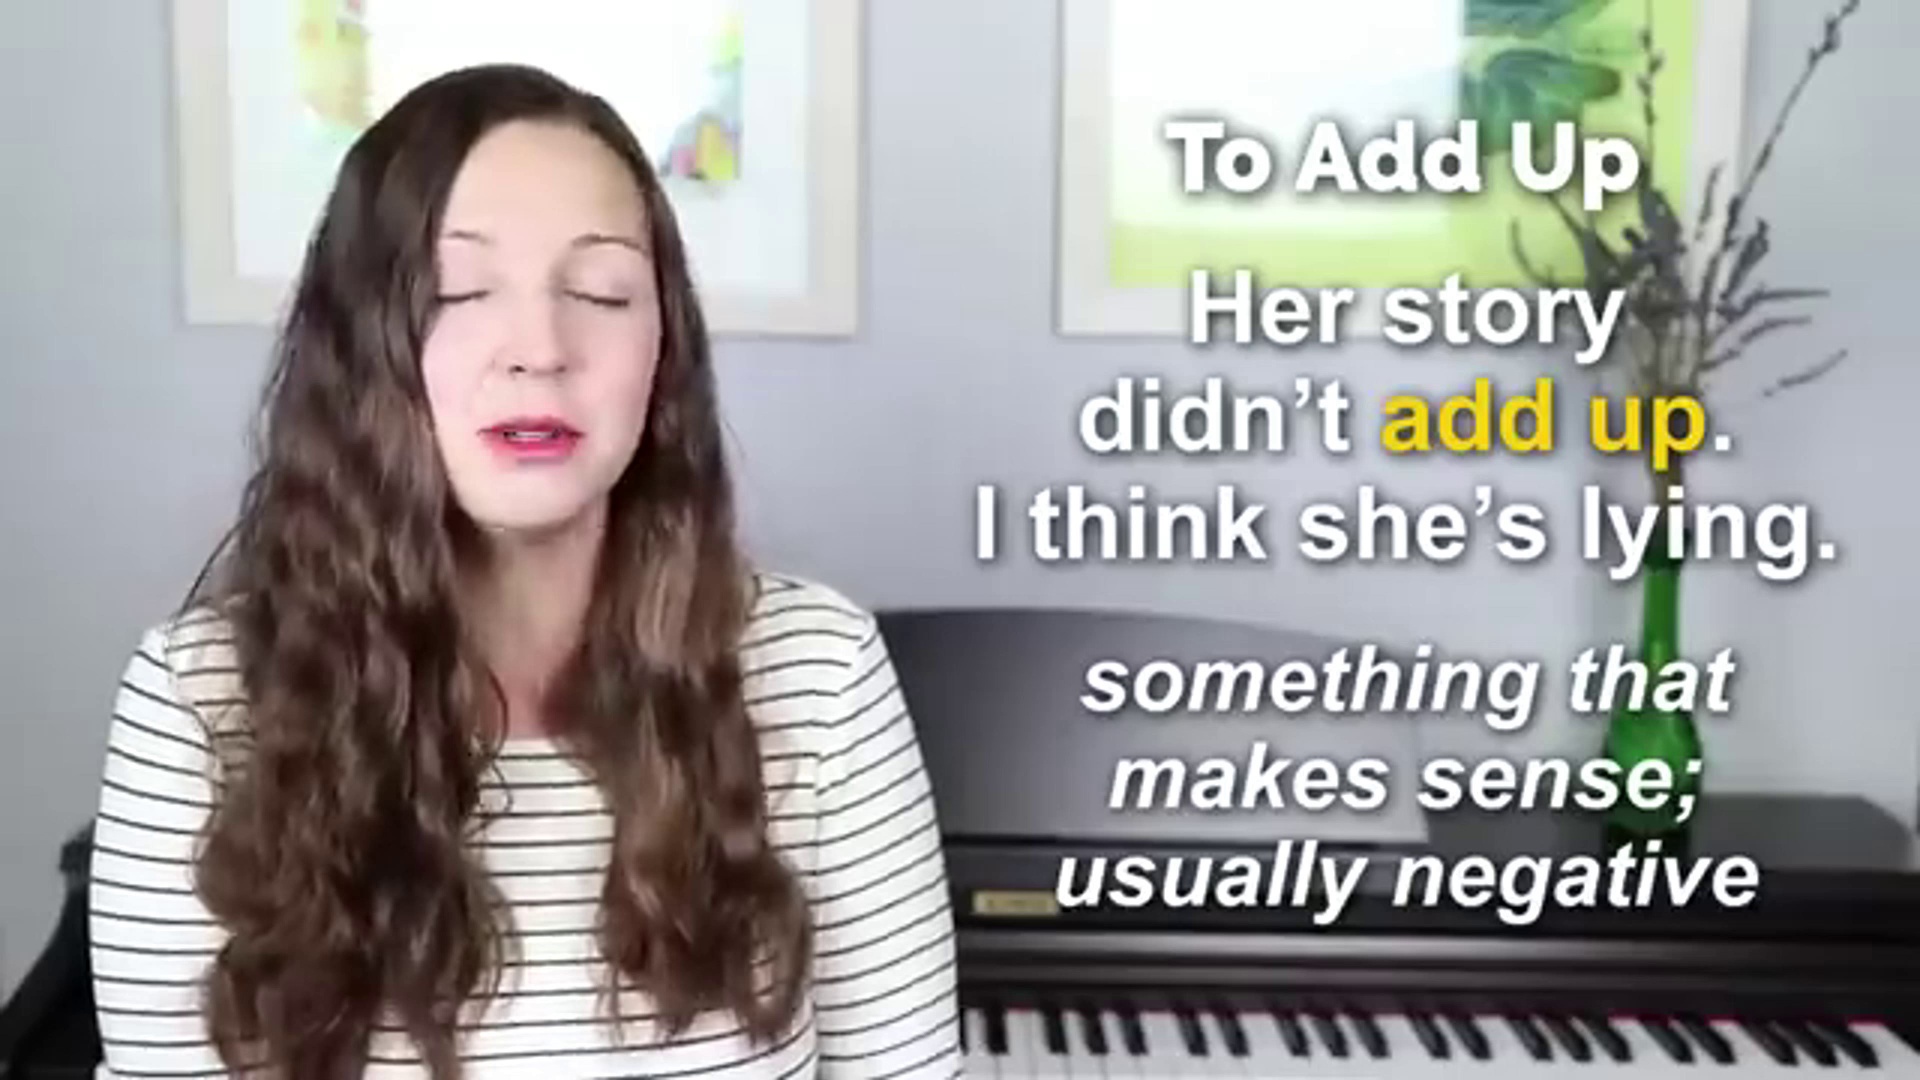 To Add Up
Her story
didn’t add up.
I think she’s lying.
something that
makes sense;
usually negative